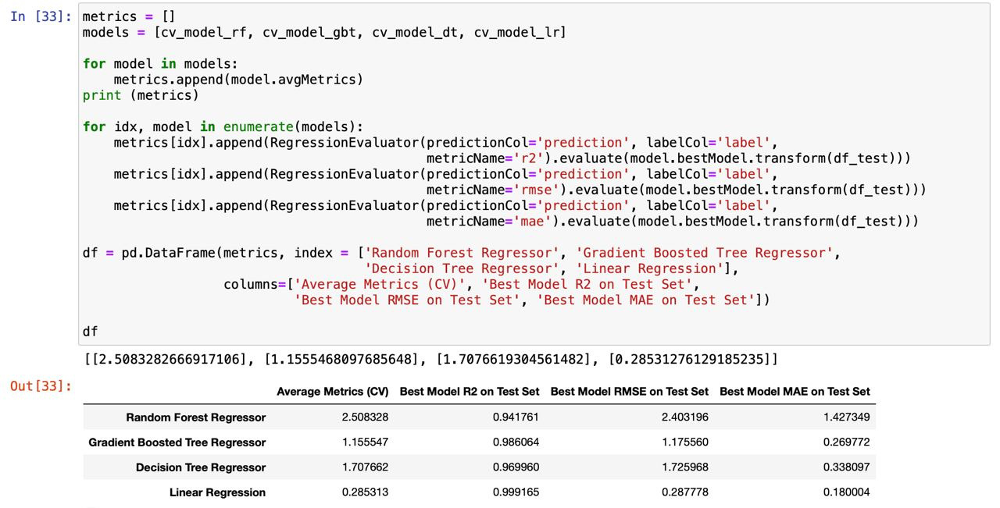 In [33]:
metrics = []
models = [cv_model_rf, cv_model_gbt, cv_model_dt, cv_model_lr]
for model in models:
    metrics.append(model.avgMetrics)
print (metrics)
for idx, model in enumerate(models):
    metrics[idx].append(RegressionEvaluator(predictionCol='prediction', labelCol='label',
                                            metricName='r2').evaluate(model.bestModel.transform(df_test)))
    metrics[idx].append(RegressionEvaluator(predictionCol='prediction', labelCol='label',
                                            metricName='rmse').evaluate(model.bestModel.transform(df_test)))
    metrics[idx].append(RegressionEvaluator(predictionCol='prediction', labelCol='label',
                                            metricName='mae').evaluate(model.bestModel.transform(df_test)))
df = pd.DataFrame(metrics, index = ['Random Forest Regressor', 'Gradient Boosted Tree Regressor',
                                    'Decision Tree Regressor', 'Linear Regression'],
                  columns=['Average Metrics (CV)', 'Best Model R2 on Test Set',
                           'Best Model RMSE on Test Set', 'Best Model MAE on Test Set'])
df
[[2.5083282666917106], [1.1555468097685648], [1.7076619304561482], [0.28531276129185235]]
Out[33]:
Average Metrics (CV) Best Model R2 on Test Set Best Model RMSE on Test Set Best Model MAE on Test Set
Random Forest Regressor 2.508328 0.941761 2.403196 1.427349
Gradient Boosted Tree Regressor 1.155547 0.986064 1.175560 0.269772
Decision Tree Regressor 1.707662 0.969960 1.725968 0.338097
Linear Regression 0.285313 0.999165 0.287778 0.180004